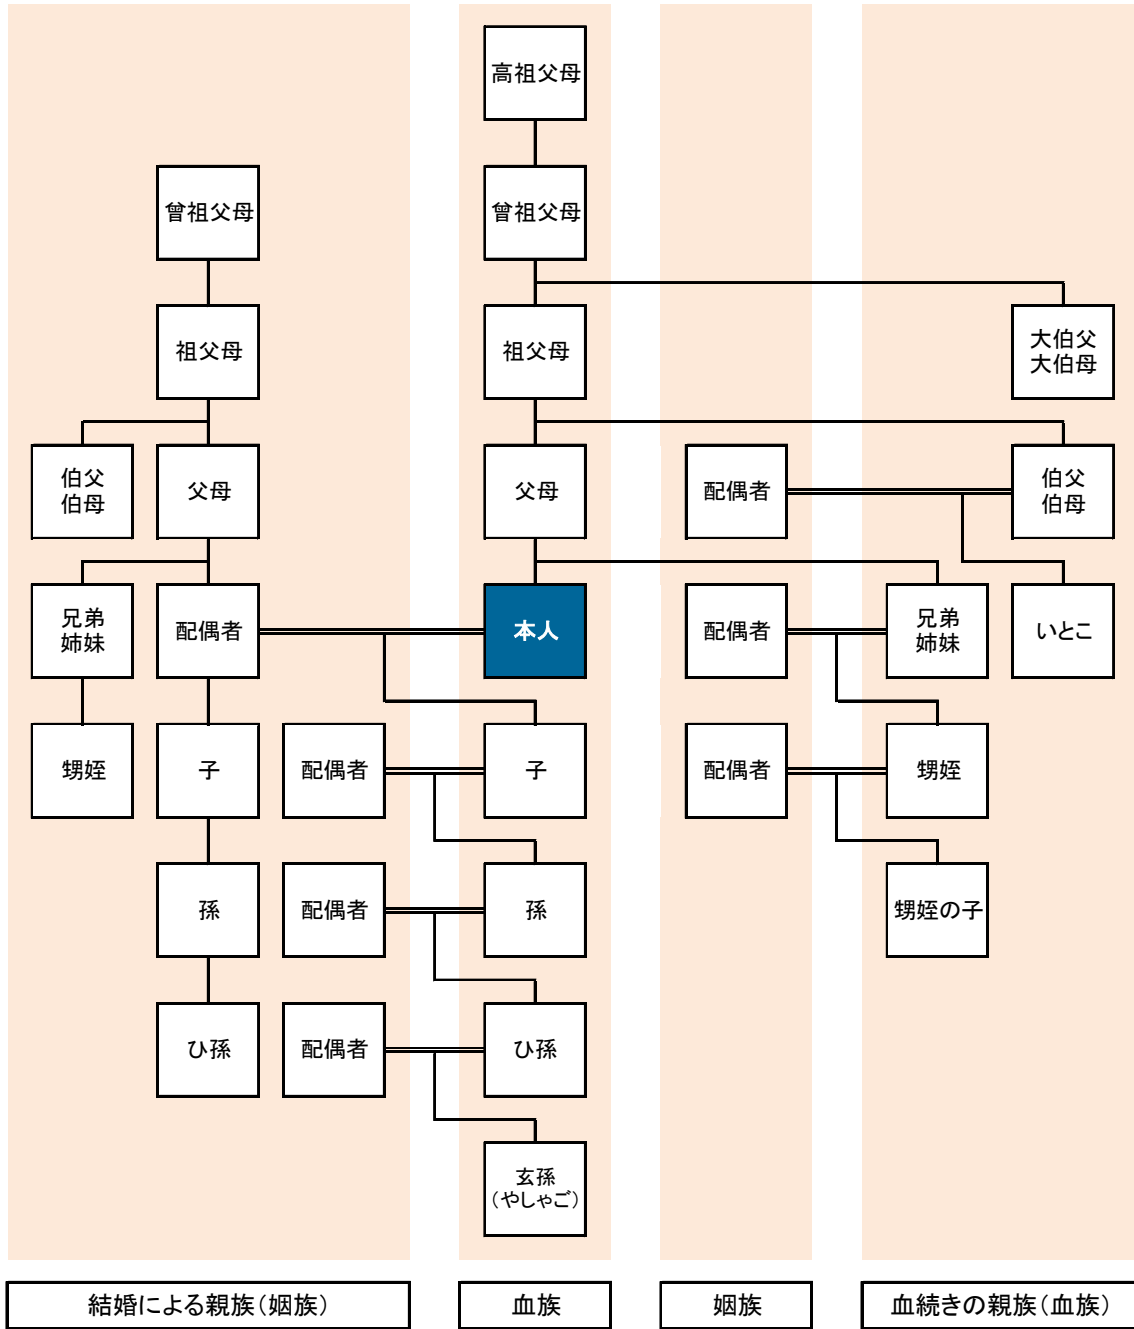 高祖父母
曾祖父母
曾祖父母
祖父母
祖父母
大伯父
大伯母
伯父
伯母
父母
父母
配偶者
伯父
伯母
兄弟
姉妹
配偶者
本人
配偶者
兄弟
姉妹
いとこ
甥姪
子
配偶者
子
配偶者
甥姪
孫
配偶者
孫
甥姪の子
ひ孫
配偶者
ひ孫
玄孫
（やしゃご）
結婚による親族（姻族）
血族
姻族
血続きの親族（血族）